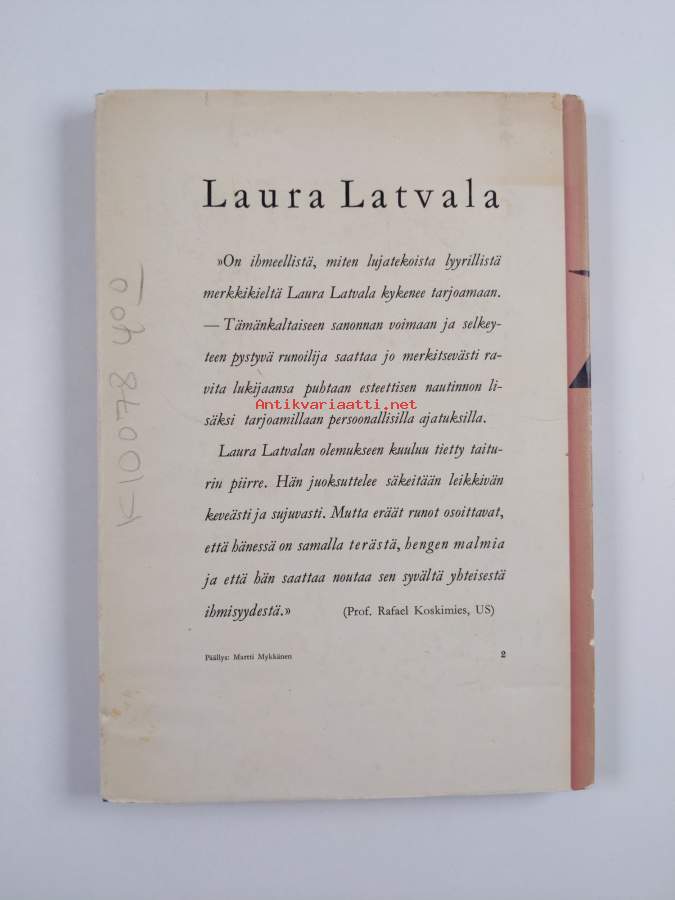 Laura Latvala
»On ihmeellistä, miten lujatekoista lyyrillistä
merkkikieltä Laura Latvala kykenee tarjoamaan.
— Tämänkaltaiseen sanonnan voimaan ja selkey-
teen pystyvä runoilija saattaa jo merkitsevästi ra-
vita lukijaansa puhtaan esteettisen nautinnon li-
Antikvariaatti.net
säksi tarjoamillaan persoonallisilla ajatuksilla.
Laura Latvalan olemukseen kuuluu tietty taitu-
riu piirre. Hän juoksuttelee säkeitään leikkivän
keveästi ja sujuvasti. Mutta eräät runot osoittavat,
että hänessä on samalla terästä, hengen malmia
ja että hän saattaa noutaa sen syvältä yhteisestä
ihmisyydestä.» (Prof. Rafael Koskimies, US)
Päällys: Martti Mykkänen 2